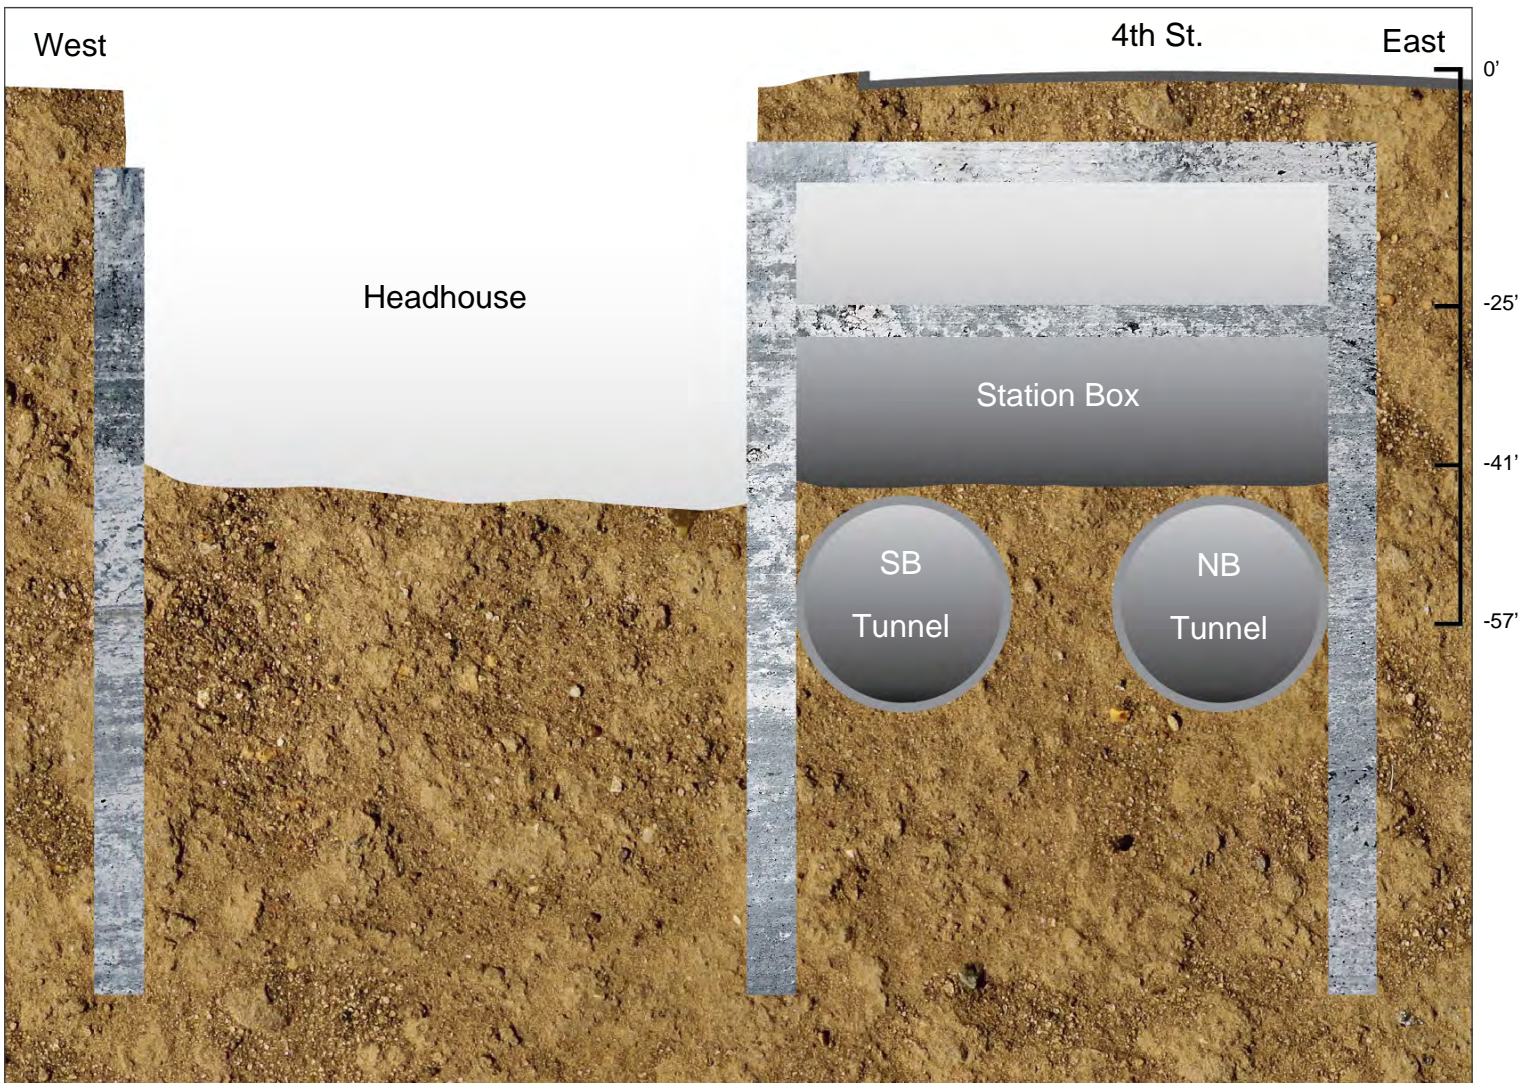 West
4th St.
East
0’
Headhouse
-25’
Station Box
-41’
SB
Tunnel
NB
Tunnel
-57’